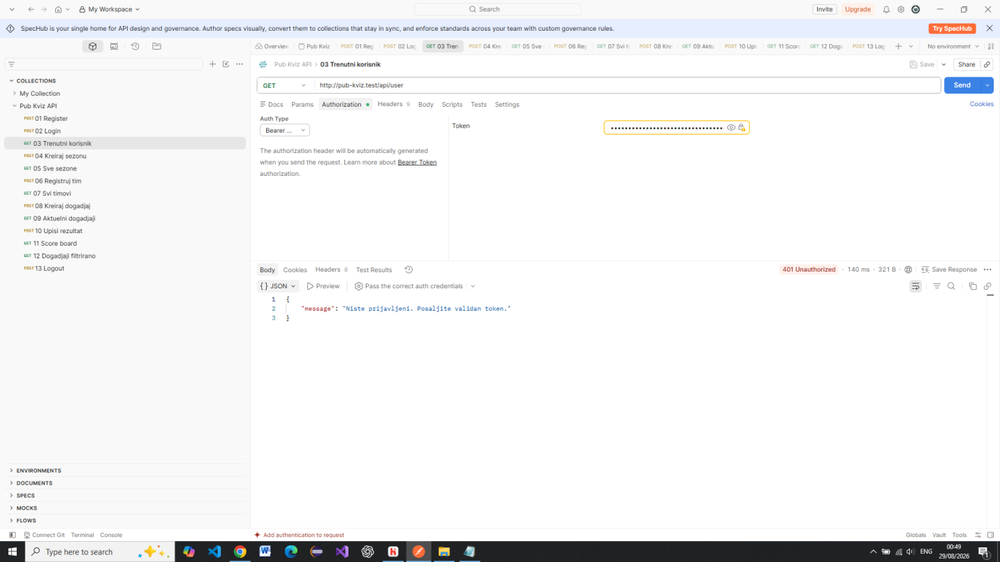 My Workspace
Search
Invite
Upgrade
SpecHub is your single home for API design and governance. Author specs visually, convert them to collections that stay in sync, and enforce standards across your team with custom governance rules.
Try SpecHub
Overview
Pub Kviz
POST 01 Reg
POST 02 Log
GET 03 Tren
POST 04 Kre
GET 05 Sve
POST 06 Reg
GET 07 Svi ti
POST 08 Kre
GET 09 Aktu
POST 10 Upi
GET 11 Score
GET 12 Doga
POST 13 Log
No environment
COLLECTIONS
My Collection
Pub Kviz API
POST 01 Register
POST 02 Login
GET 03 Trenutni korisnik
POST 04 Kreiraj sezonu
GET 05 Sve sezone
POST 06 Registruj tim
GET 07 Svi timovi
POST 08 Kreiraj dogadjaj
GET 09 Aktuelni dogadjaji
POST 10 Upisi rezultat
GET 11 Score board
GET 12 Dogadjaji filtrirano
POST 13 Logout
ENVIRONMENTS
DOCUMENTS
SPECS
MOCKS
FLOWS
HTTP Pub Kviz API > 03 Trenutni korisnik
Save
Share
GET http://pub-kviz.test/api/user
Send
Docs Params Authorization Headers 9 Body Scripts Tests Settings
Cookies
Auth Type
Bearer ...
The authorization header will be automatically generated
when you send the request. Learn more about Bearer Token
authorization.
Token
Body Cookies Headers 8 Test Results
401 Unauthorized • 140 ms • 321 B
Save Response
{} JSON Preview Pass the correct auth credentials
1 {
2 "message": "Niste prijavljeni. Posaljite validan token."
3 }
Connect Git Terminal Console
Add authentication to request
Globals Vault Tools
Type here to search
ENG
00:49
29/08/2026
1